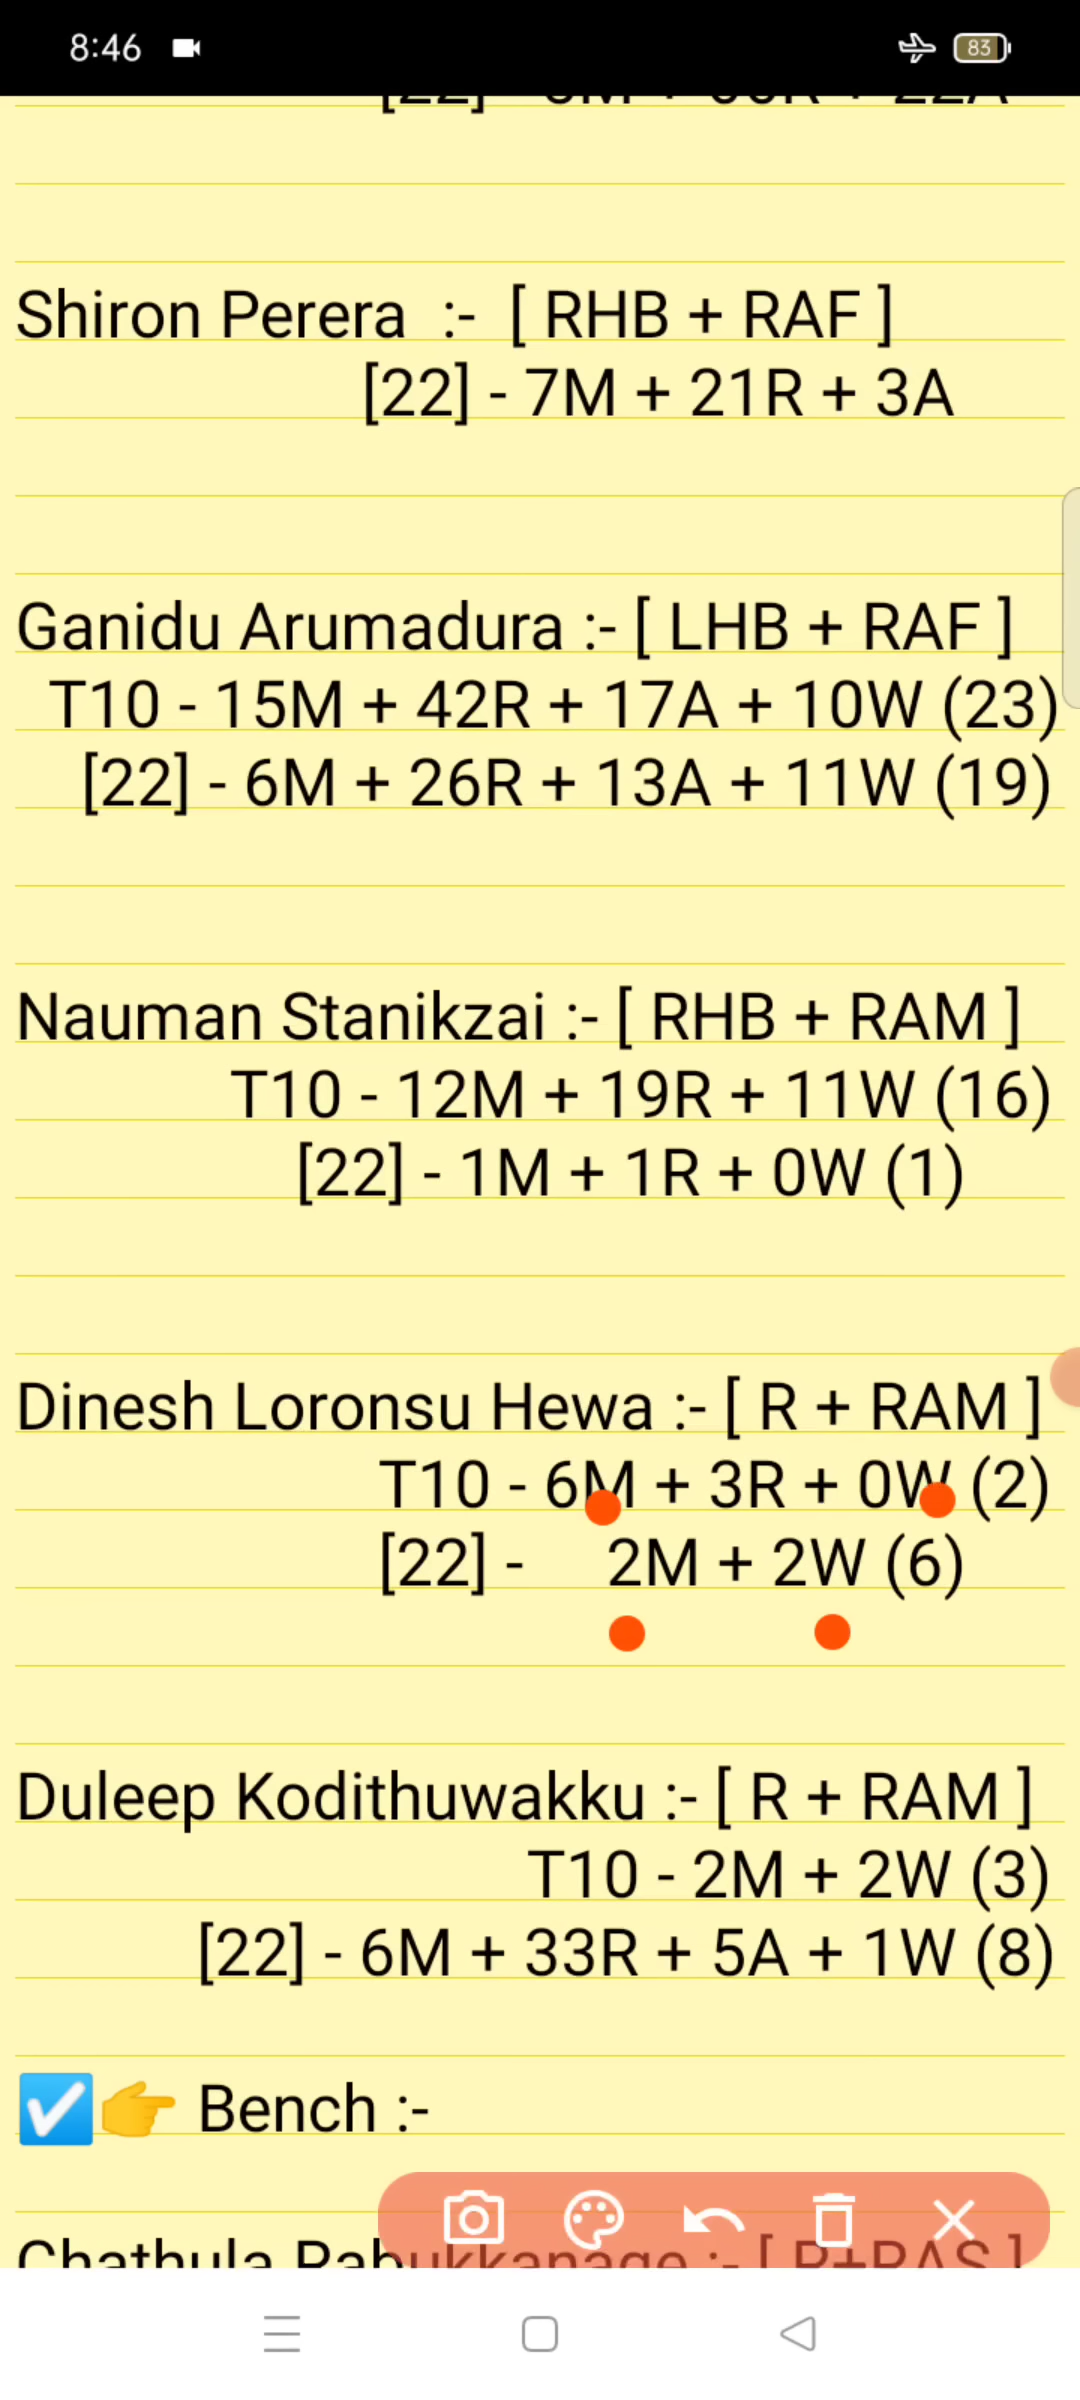 8:46 83
Shiron Perera :- [ RHB + RAF ]
[22] - 7M + 21R + 3A
Ganidu Arumadura :- [ LHB + RAF ]
T10 - 15M + 42R + 17A + 10W (23)
[22] - 6M + 26R + 13A + 11W (19)
Nauman Stanikzai :- [ RHB + RAM ]
T10 - 12M + 19R + 11W (16)
[22] - 1M + 1R + 0W (1)
Dinesh Loronsu Hewa :- [ R + RAM ]
T10 - 6M + 3R + 0W (2)
[22] - 2M + 2W (6)
Duleep Kodithuwakku :- [ R + RAM ]
T10 - 2M + 2W (3)
[22] - 6M + 33R + 5A + 1W (8)
☑👉 Bench :-
Chathula Rabukkanage :- [ R+RAS ]